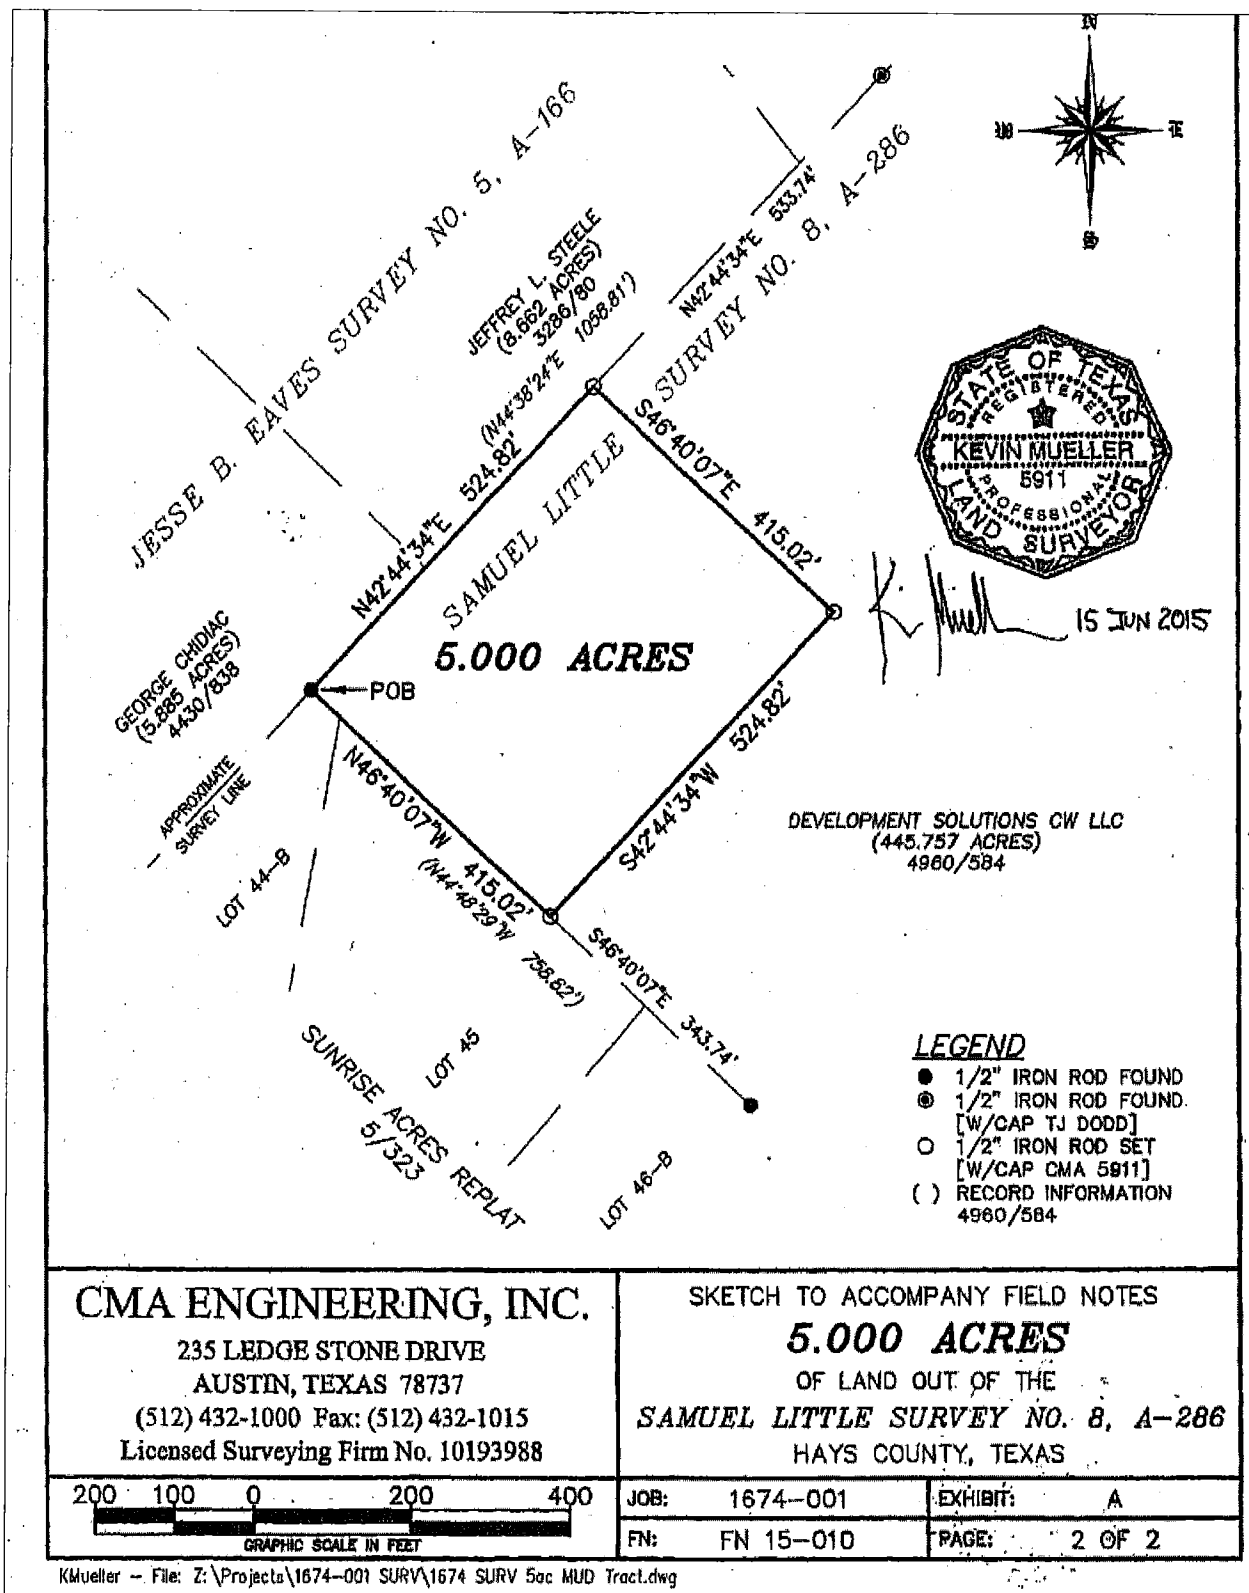 N
W E
S
JESSE B. EAVES SURVEY NO. 5, A-166
SAMUEL LITTLE SURVEY NO. 8, A-286
JEFFREY L. STEELE
(8.662 ACRES)
3286/80
(N44°38'24"E 1058.81')
N42°44'34"E 524.82'
N42°44'34"E 533.74'
S46°40'07"E 415.02'
STATE OF TEXAS
REGISTERED
KEVIN MUELLER
5911
PROFESSIONAL
LAND SURVEYOR
15 JUN 2015
5.000 ACRES
POB
GEORGE CHIDIAC
(5.885 ACRES)
4430/838
APPROXIMATE
SURVEY LINE
N46°40'07"W 415.02'
(N44°48'29"W 758.62')
S42°44'34"W 524.82'
DEVELOPMENT SOLUTIONS CW LLC
(445.757 ACRES)
4960/584
LOT 44-B
S46°40'07"E 343.74'
SUNRISE ACRES REPLAT
5/323
LOT 45
LOT 46-B
LEGEND
1/2" IRON ROD FOUND
1/2" IRON ROD FOUND
[W/CAP TJ DODD]
1/2" IRON ROD SET
[W/CAP CMA 5911]
( ) RECORD INFORMATION
4960/584
CMA ENGINEERING, INC.
235 LEDGE STONE DRIVE
AUSTIN, TEXAS 78737
(512) 432-1000 Fax: (512) 432-1015
Licensed Surveying Firm No. 10193988
SKETCH TO ACCOMPANY FIELD NOTES
5.000 ACRES
OF LAND OUT OF THE
SAMUEL LITTLE SURVEY NO. 8, A-286
HAYS COUNTY, TEXAS
200 100 0 200 400
GRAPHIC SCALE IN FEET
JOB: 1674-001
EXHIBIT: A
FN: FN 15-010
PAGE: 2 OF 2
KMueller - File: Z:\Projects\1674-001 SURV\1674 SURV 5ac MUD Tract.dwg